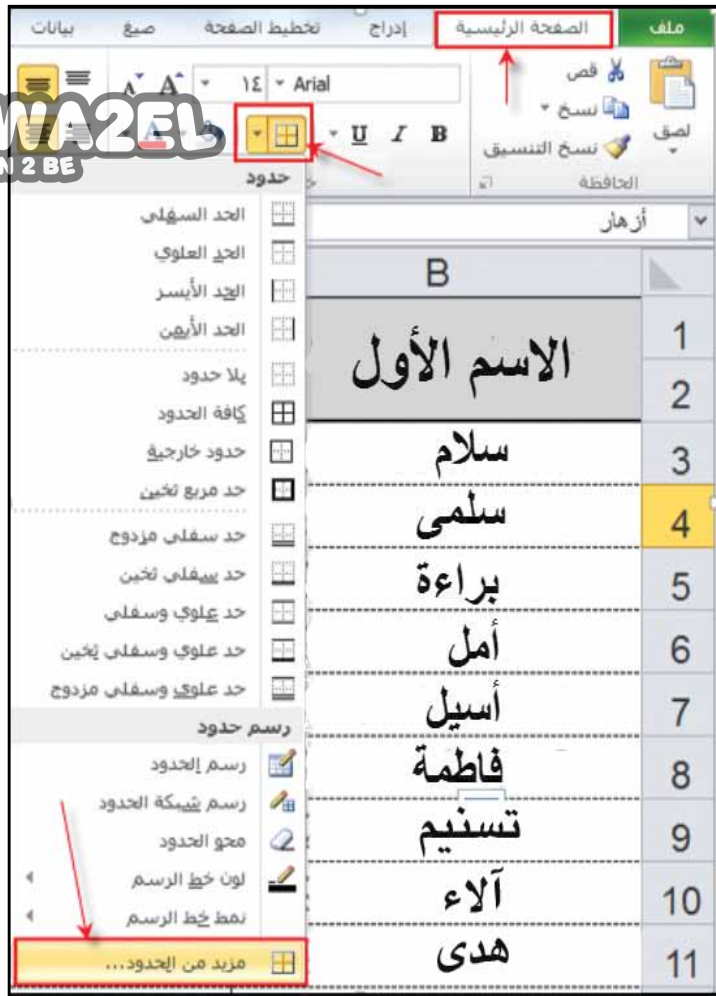 ملف الصفحة الرئيسية إدراج تخطيط الصفحة صيغ بيانات
قص
نسخ
نسخ التنسيق
لصق
الحافظة
Arial ١٤
B I U
WA2EL
N 2 BE
أزهار
حدود
الحد السفلي
الحد العلوي
الحد الأيسر
الحد الأيمن
بلا حدود
كافة الحدود
حدود خارجية
حد مربع ثخين
حد سفلي مزدوج
حد سفلي ثخين
حد علوي وسفلي
حد علوي وسفلي ثخين
حد علوي وسفلي مزدوج
رسم حدود
رسم الحدود
رسم شبكة الحدود
محو الحدود
لون خط الرسم
نمط خط الرسم
مزيد من الحدود...
B
1
2 الاسم الأول
3 سلام
4 سلمى
5 براءة
6 أمل
7 أسيل
8 فاطمة
9 تسنيم
10 آلاء
11 هدى